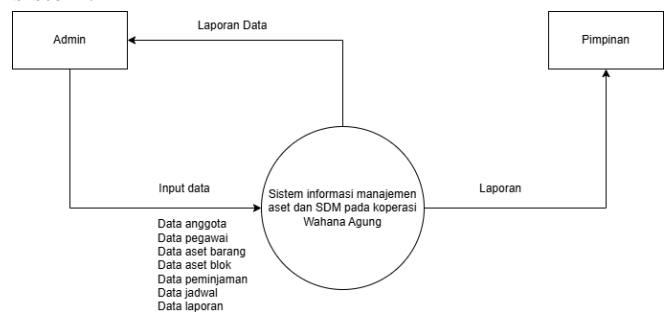 Laporan Data
Admin
Pimpinan
Input data
Sistem informasi manajemen
aset dan SDM pada koperasi
Wahana Agung
Laporan
Data anggota
Data pegawai
Data aset barang
Data aset blok
Data peminjaman
Data jadwal
Data laporan